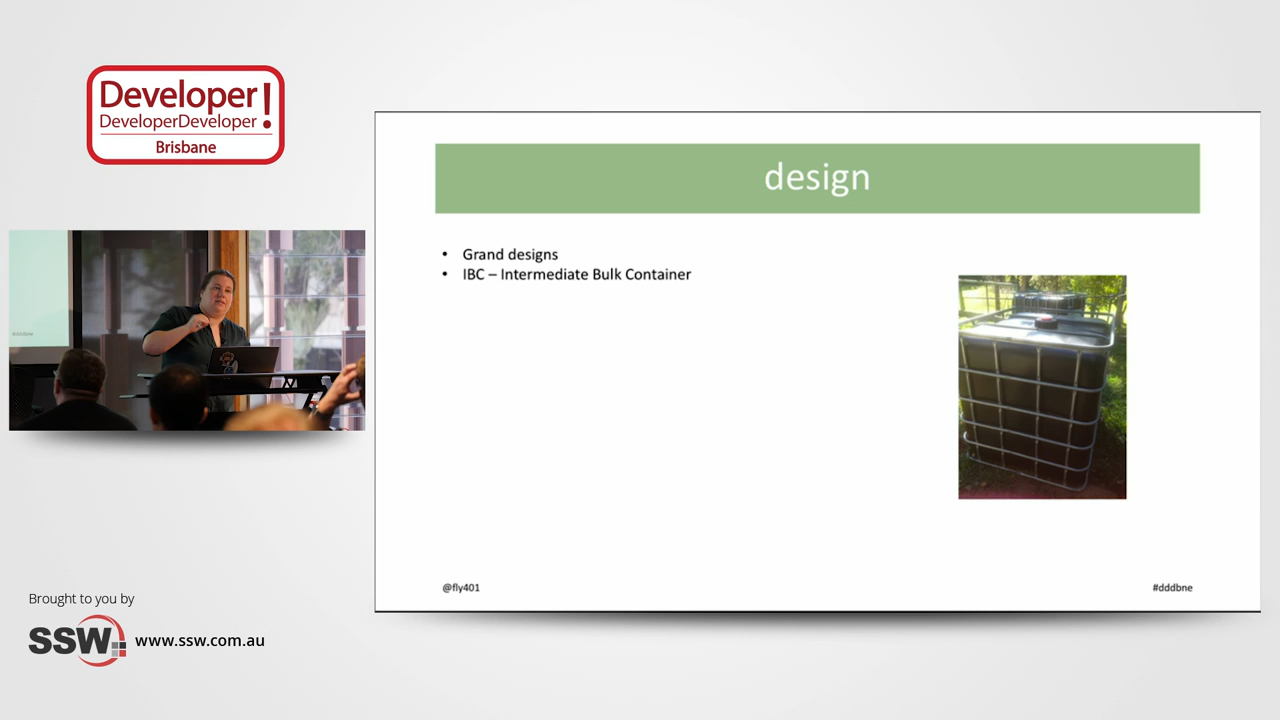 Developer!
DeveloperDeveloper
Brisbane
design
• Grand designs
• IBC – Intermediate Bulk Container
@fly401
#dddbne
#dddbne
Brought to you by
SSW
www.ssw.com.au